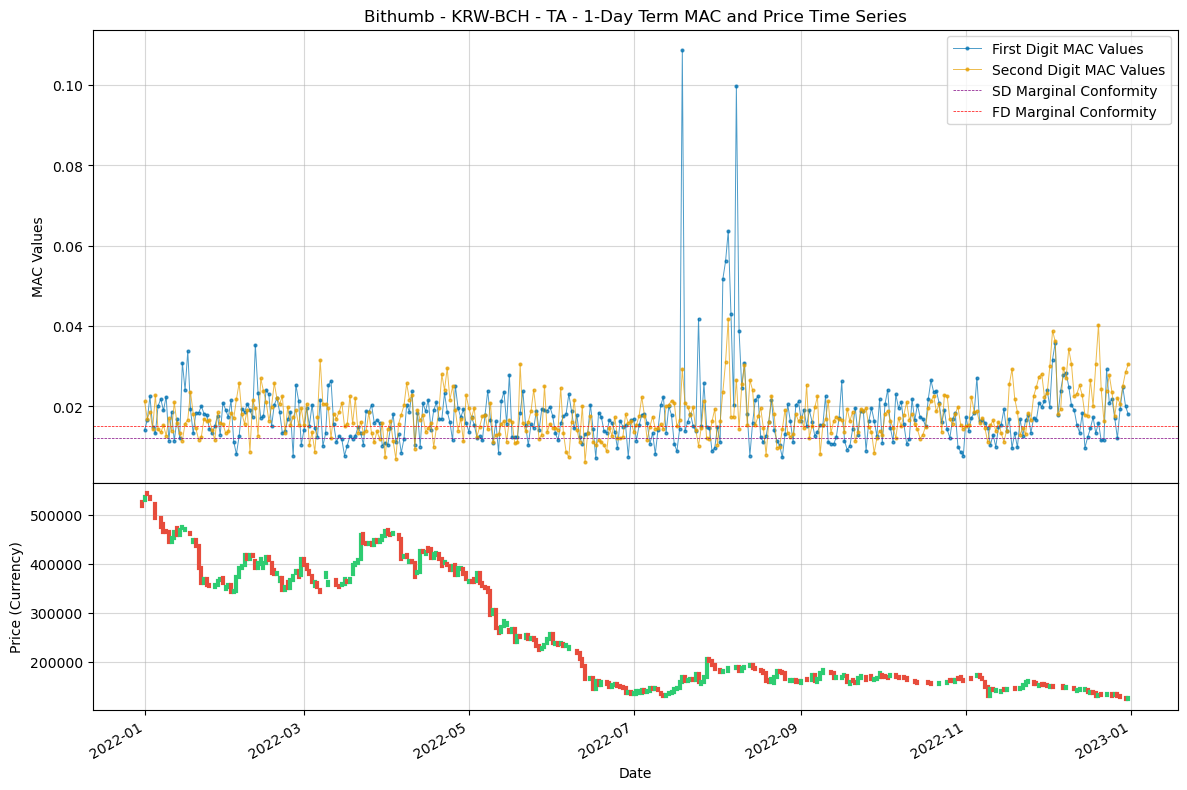 Bithumb - KRW-BCH - TA - 1-Day Term MAC and Price Time Series
First Digit MAC Values
Second Digit MAC Values
SD Marginal Conformity
FD Marginal Conformity
MAC Values
0.10
0.08
0.06
0.04
0.02
Price (Currency)
500000
400000
300000
200000
2022-01
2022-03
2022-05
2022-07
2022-09
2022-11
2023-01
Date